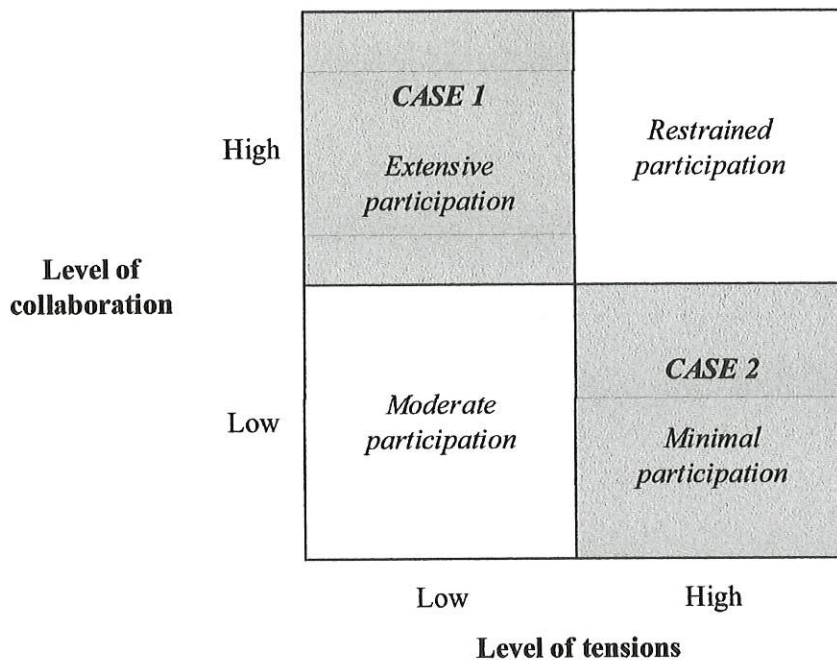 CASE 1
High
Extensive
participation
Restrained
participation
Level of
collaboration
Low
Moderate
participation
CASE 2
Minimal
participation
Low
High
Level of tensions